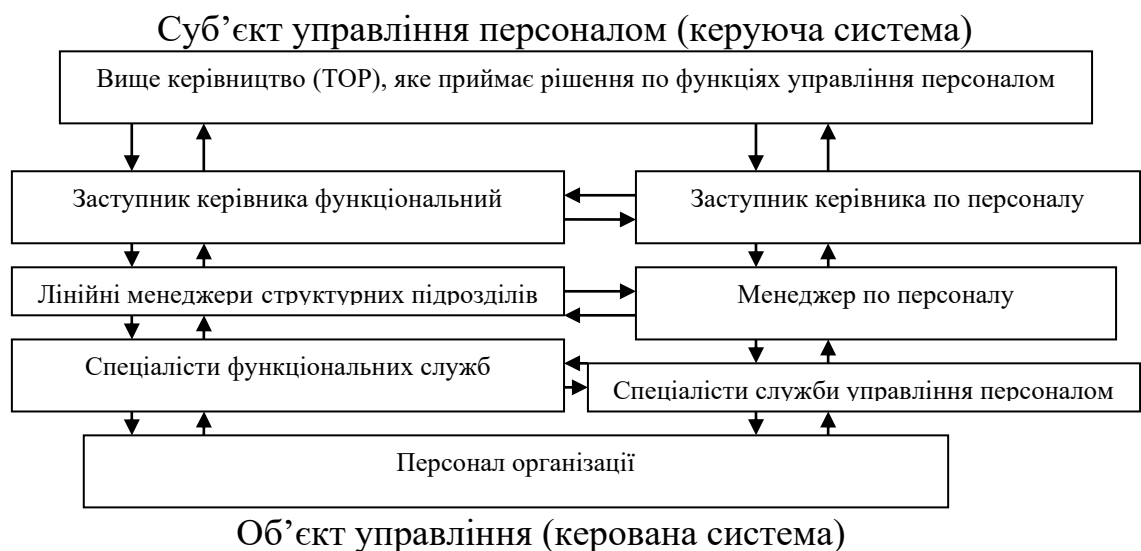 Суб’єкт управління персоналом (керуюча система)
Вище керівництво (ТОР), яке приймає рішення по функціях управління персоналом
Заступник керівника функціональний
Заступник керівника по персоналу
Лінійні менеджери структурних підрозділів
Менеджер по персоналу
Спеціалісти функціональних служб
Спеціалісти служби управління персоналом
Персонал організації
Об’єкт управління (керована система)